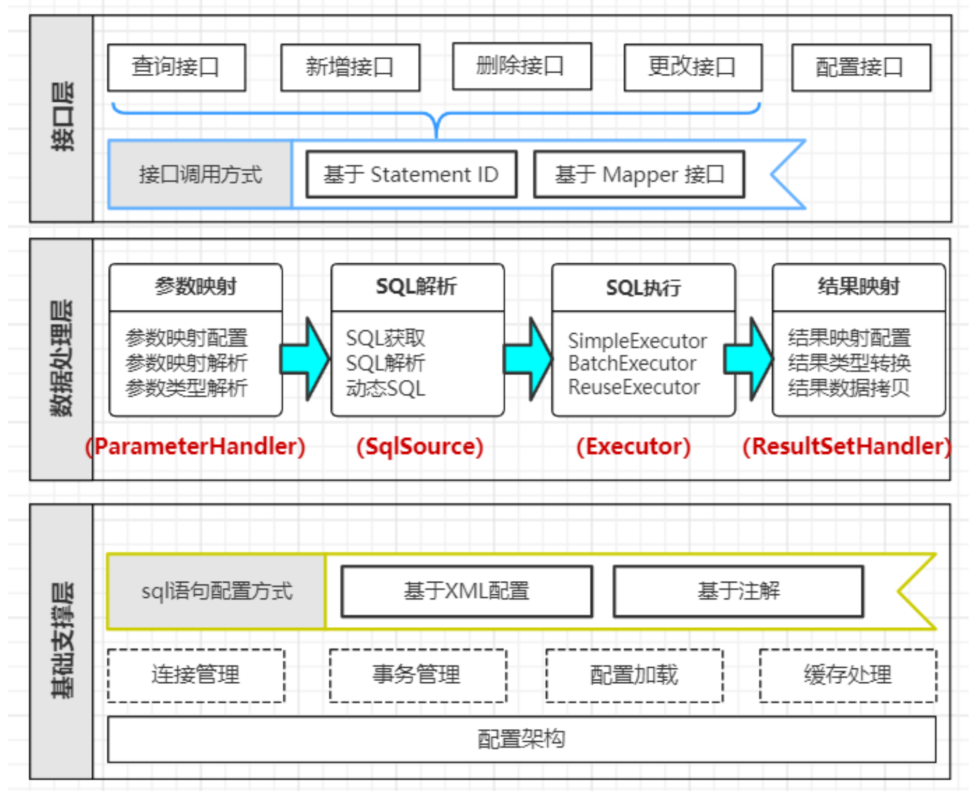 接口层
查询接口
新增接口
删除接口
更改接口
配置接口
接口调用方式
基于 Statement ID
基于 Mapper 接口
数据处理层
参数映射
参数映射配置
参数映射解析
参数类型解析
(ParameterHandler)
SQL解析
SQL获取
SQL解析
动态SQL
(SqlSource)
SQL执行
SimpleExecutor
BatchExecutor
ReuseExecutor
(Executor)
结果映射
结果映射配置
结果类型转换
结果数据拷贝
(ResultSetHandler)
基础支撑层
sql语句配置方式
基于XML配置
基于注解
连接管理
事务管理
配置加载
缓存处理
配置架构